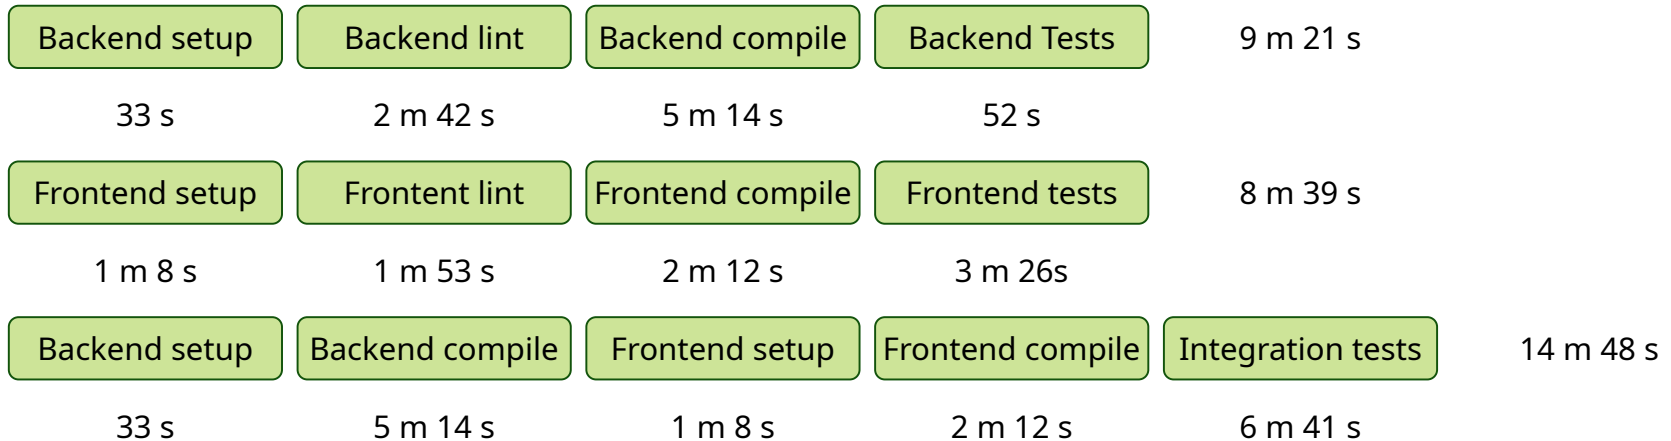 Backend setup Backend lint Backend compile Backend Tests 9 m 21 s
33 s 2 m 42 s 5 m 14 s 52 s
Frontend setup Frontent lint Frontend compile Frontend tests 8 m 39 s
1 m 8 s 1 m 53 s 2 m 12 s 3 m 26s
Backend setup Backend compile Frontend setup Frontend compile Integration tests 14 m 48 s
33 s 5 m 14 s 1 m 8 s 2 m 12 s 6 m 41 s